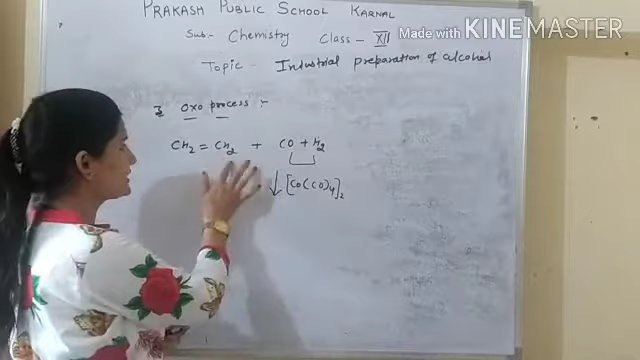 PRAKASH PUBLIC SCHOOL KARNAL
Made with KINEMASTER
Sub:- Chemistry Class - XII
Topic - Industrial preparation of alcohol
3 Oxo process :-
CH2 = CH2 + CO + H2
↓ [CO(CO)4]2